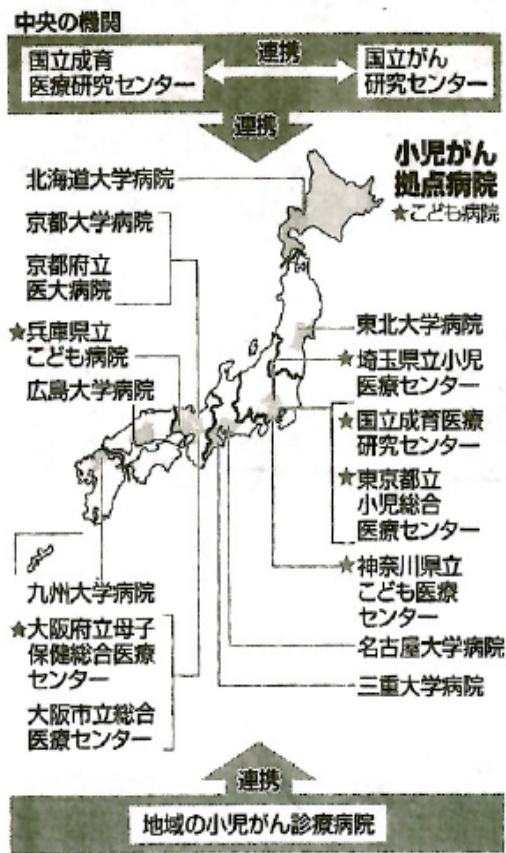 中央の機関
国立成育
医療研究センター
連携
国立がん
研究センター
連携
小児がん
拠点病院
★こども病院
北海道大学病院
京都大学病院
京都府立
医大病院
★兵庫県立
こども病院
広島大学病院
東北大学病院
★埼玉県立小児
医療センター
★国立成育医療
研究センター
★東京都立
小児総合
医療センター
★神奈川県立
こども医療
センター
名古屋大学病院
三重大学病院
九州大学病院
★大阪府立母子
保健総合医療
センター
大阪市立総合
医療センター
連携
地域の小児がん診療病院